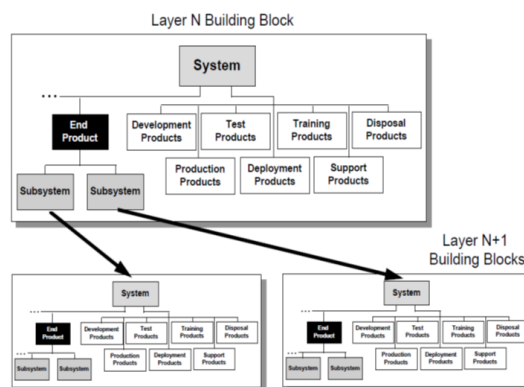 Layer N Building Block
System
...
End
Product
Development
Products
Test
Products
Training
Products
Disposal
Products
Production
Products
Deployment
Products
Support
Products
Subsystem
Subsystem
Layer N+1
Building Blocks
System
...
End
Product
Development
Products
Test
Products
Training
Products
Disposal
Products
Production
Products
Deployment
Products
Support
Products
Subsystem
Subsystem
System
...
End
Product
Development
Products
Test
Products
Training
Products
Disposal
Products
Production
Products
Deployment
Products
Support
Products
Subsystem
Subsystem